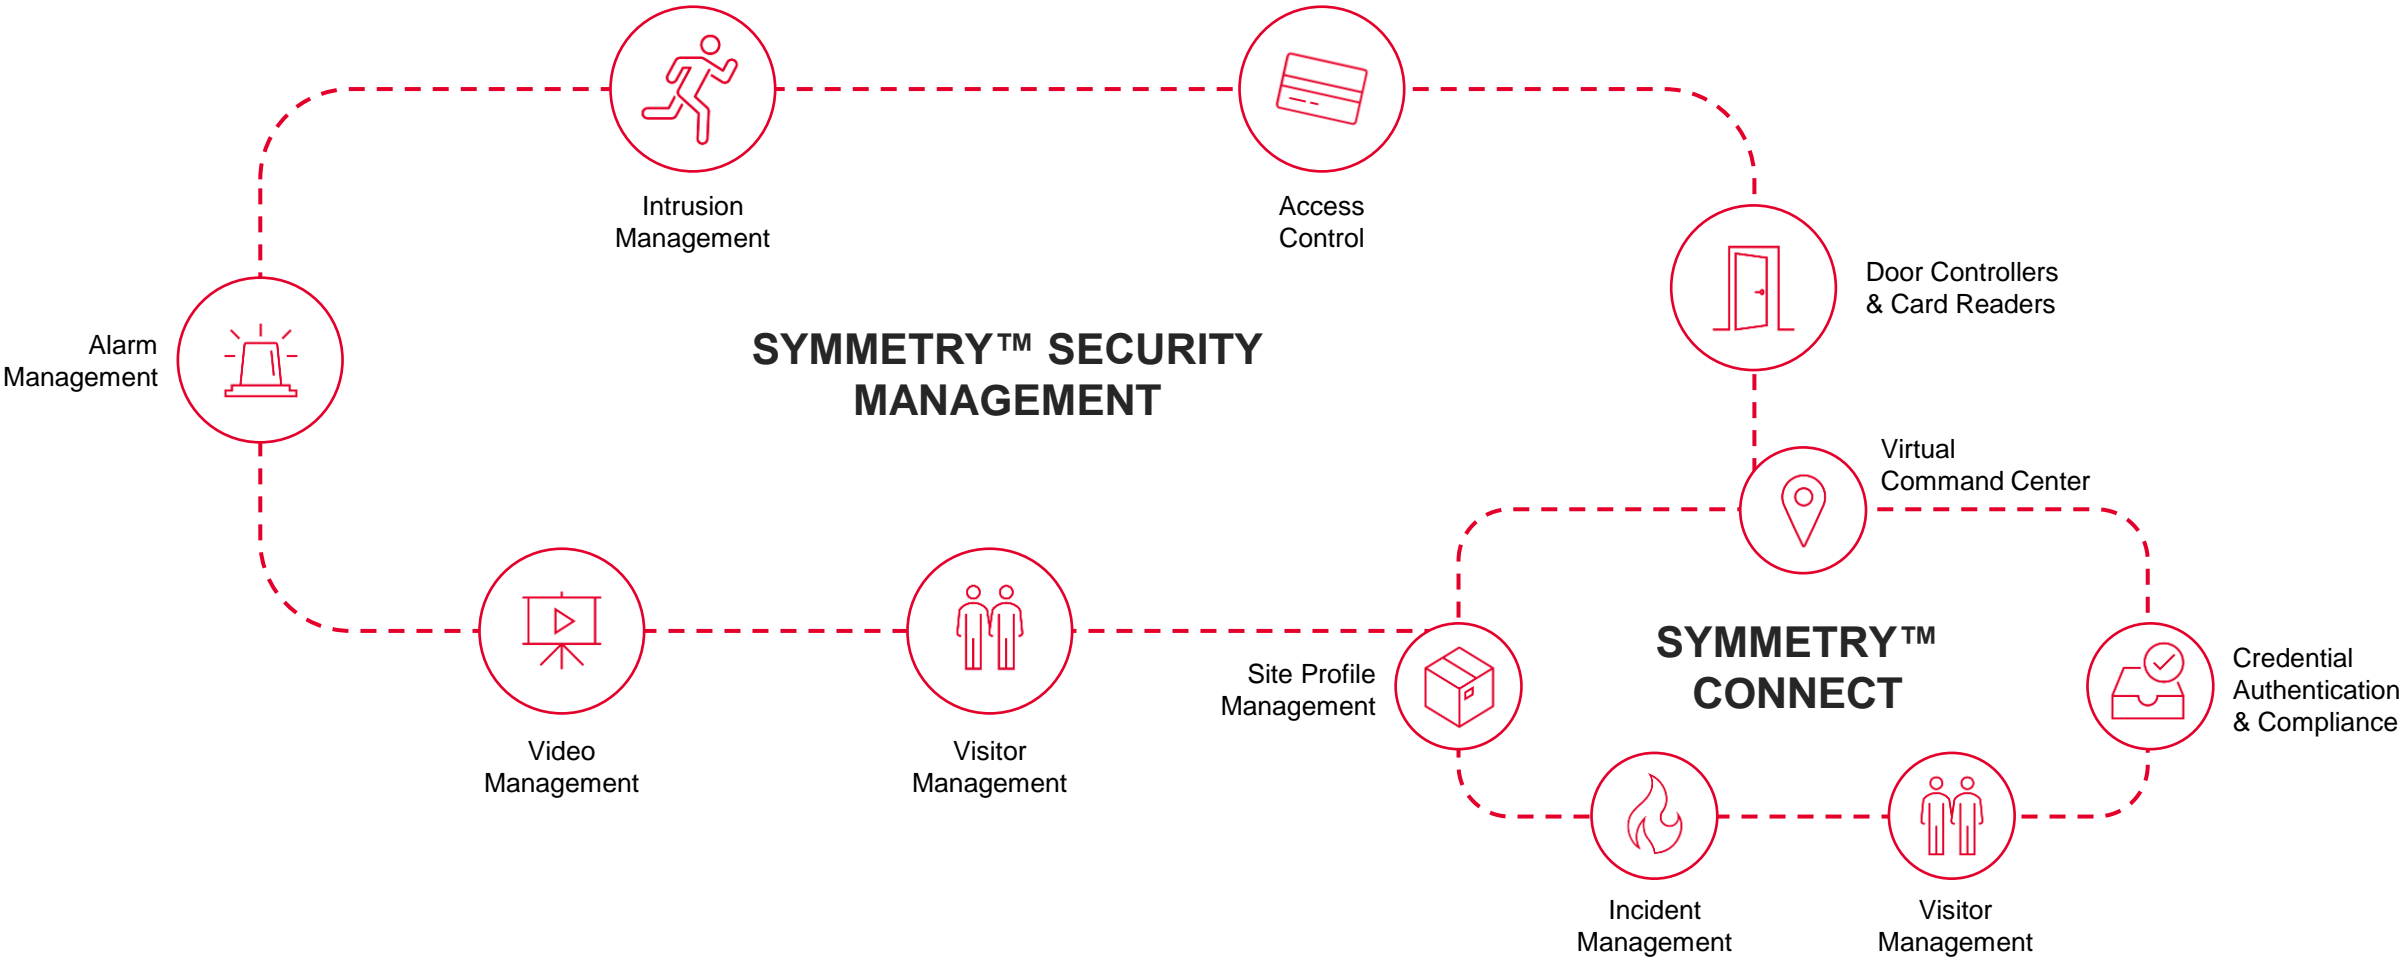 Intrusion
Management
Access
Control
Door Controllers
& Card Readers
Alarm
Management
SYMMETRY™ SECURITY
MANAGEMENT
Virtual
Command Center
SYMMETRY™
CONNECT
Site Profile
Management
Credential
Authentication
& Compliance
Video
Management
Visitor
Management
Incident
Management
Visitor
Management